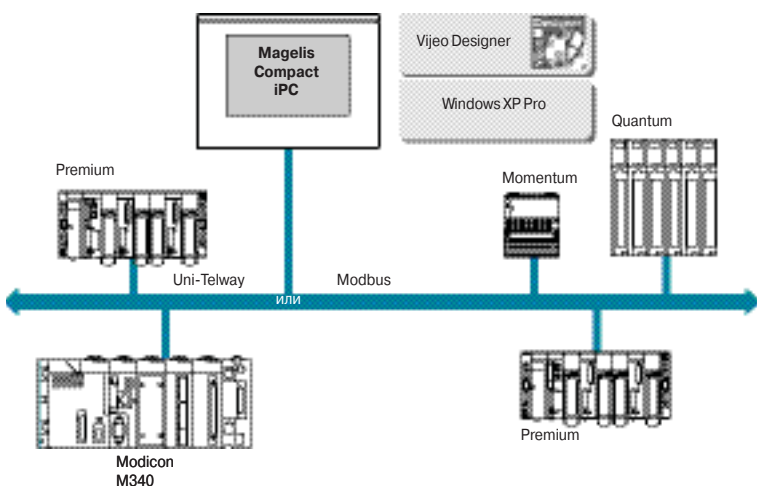 Magelis
Compact
iPC
Vijeo Designer
Windows XP Pro
Quantum
Premium
Momentum
Uni-Telway
или
Modbus
Premium
Modicon
M340